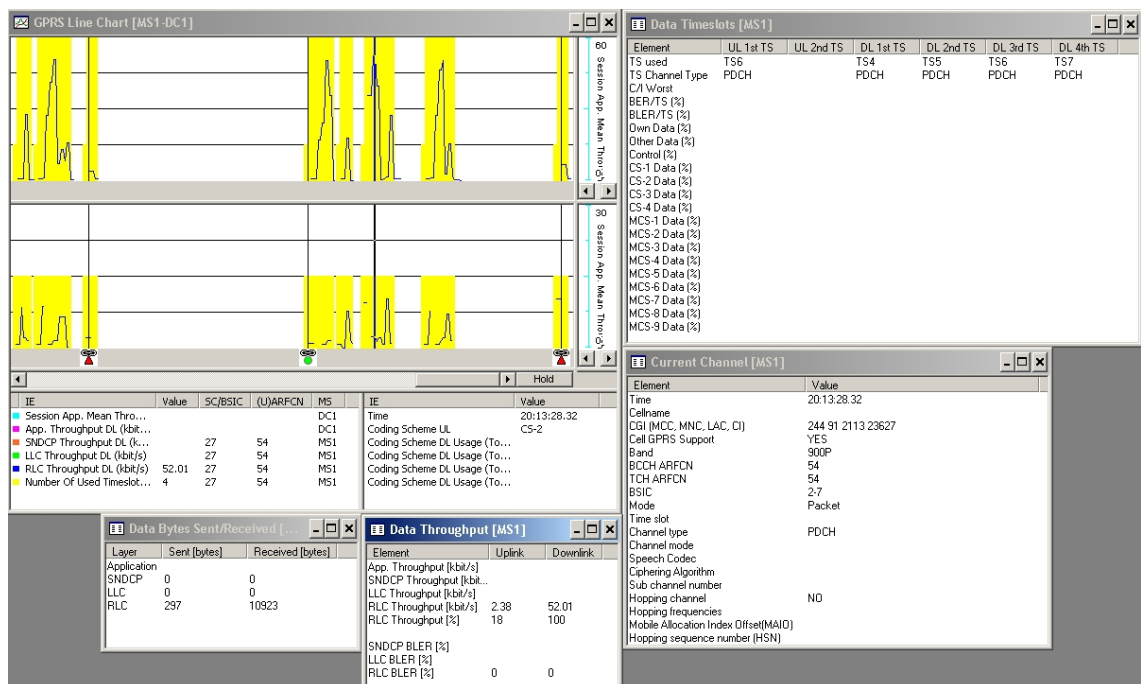 GPRS Line Chart [MS1-DC1]
60
Session App. Mean Throughp
30
Session App. Mean Throughp
Hold
IE Value SC/BSIC (U)ARFCN MS
Session App. Mean Thro... DC1
App. Throughput DL (kbit... DC1
SNDCP Throughput DL (k... 27 54 MS1
LLC Throughput DL (kbit/s) 27 54 MS1
RLC Throughput DL (kbit/s) 52.01 27 54 MS1
Number Of Used Timeslot... 4 27 54 MS1
IE Value
Time 20:13:28.32
Coding Scheme UL CS-2
Coding Scheme DL Usage (To...
Coding Scheme DL Usage (To...
Coding Scheme DL Usage (To...
Coding Scheme DL Usage (To...
Data Timeslots [MS1]
Element UL 1st TS UL 2nd TS DL 1st TS DL 2nd TS DL 3rd TS DL 4th TS
TS used TS6 TS4 TS5 TS6 TS7
TS Channel Type PDCH PDCH PDCH PDCH PDCH
C/I Worst
BER/TS (%)
BLER/TS (%)
Own Data (%)
Other Data (%)
Control (%)
CS-1 Data (%)
CS-2 Data (%)
CS-3 Data (%)
CS-4 Data (%)
MCS-1 Data (%)
MCS-2 Data (%)
MCS-3 Data (%)
MCS-4 Data (%)
MCS-5 Data (%)
MCS-6 Data (%)
MCS-7 Data (%)
MCS-8 Data (%)
MCS-9 Data (%)
Current Channel [MS1]
Element Value
Time 20:13:28.32
Cellname
CGI (MCC, MNC, LAC, CI) 244 91 2113 23627
Cell GPRS Support YES
Band 900P
BCCH ARFCN 54
TCH ARFCN 54
BSIC 2-7
Mode Packet
Time slot
Channel type PDCH
Channel mode
Speech Codec
Ciphering Algorithm
Sub channel number
Hopping channel NO
Hopping frequencies
Mobile Allocation Index Offset(MAIO)
Hopping sequence number (HSN)
Data Bytes Sent/Received [...
Layer Sent [bytes] Received [bytes]
Application
SNDCP 0 0
LLC 0 0
RLC 297 10923
Data Throughput [MS1]
Element Uplink Downlink
App. Throughput [kbit/s]
SNDCP Throughput [kbit...
LLC Throughput [kbit/s]
RLC Throughput [kbit/s] 2.38 52.01
RLC Throughput [%] 18 100
SNDCP BLER [%]
LLC BLER [%]
RLC BLER [%] 0 0